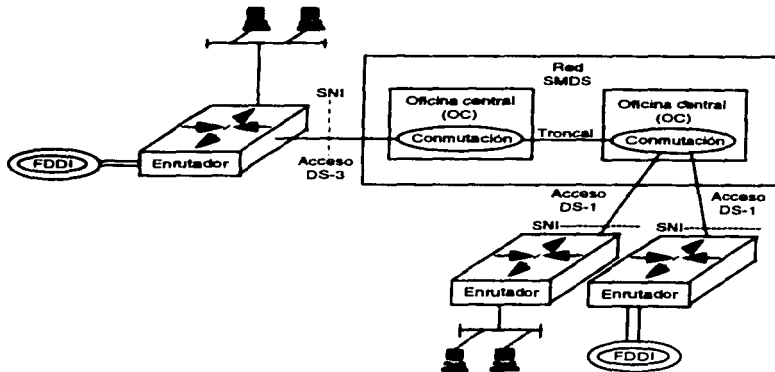 Red
SMDS
SNI
Oficina central
(OC)
Conmutación
Troncal
Oficina central
(OC)
Conmutación
FDDI
Enrutador
Acceso
DS-3
Acceso
DS-1
Acceso
DS-1
SNI
SNI
Enrutador
Enrutador
FDDI